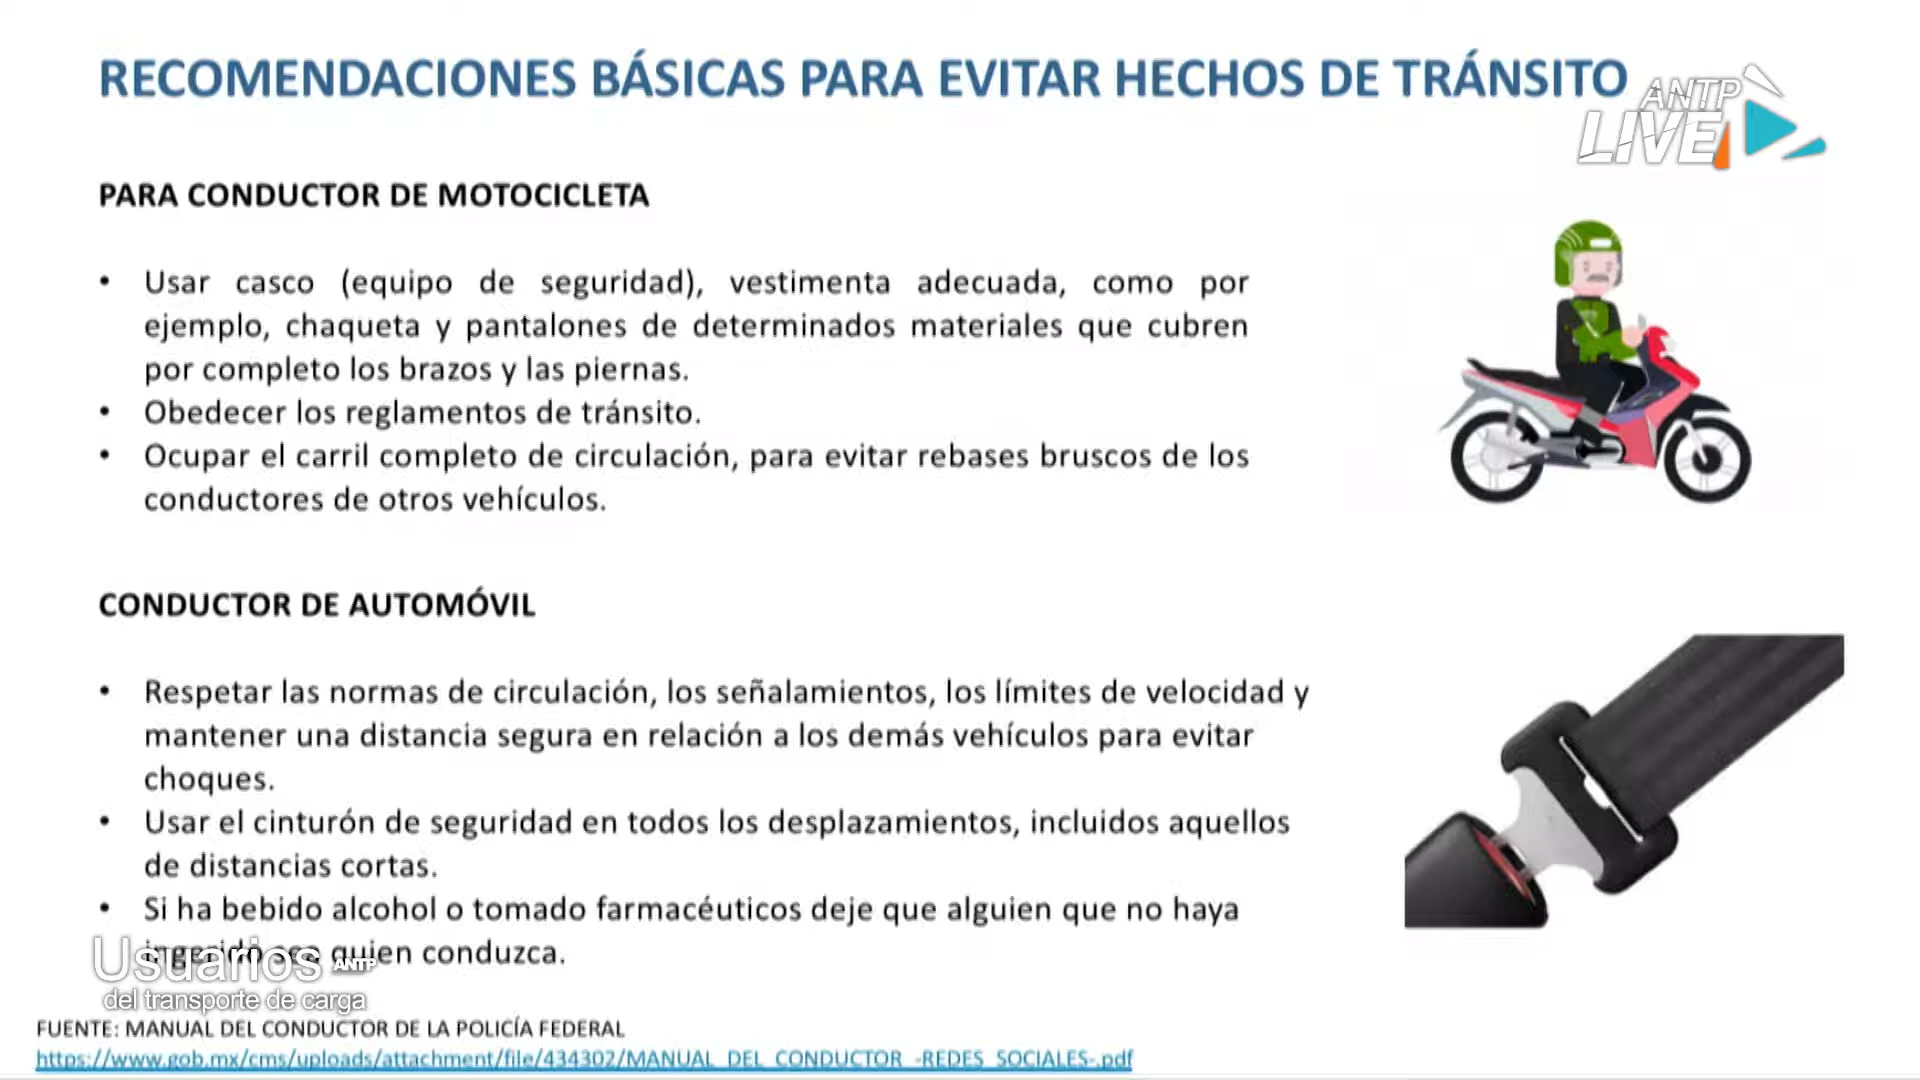 RECOMENDACIONES BÁSICAS PARA EVITAR HECHOS DE TRÁNSITO
ANTP
LIVE
PARA CONDUCTOR DE MOTOCICLETA
• Usar casco (equipo de seguridad), vestimenta adecuada, como por
ejemplo, chaqueta y pantalones de determinados materiales que cubren
por completo los brazos y las piernas.
• Obedecer los reglamentos de tránsito.
• Ocupar el carril completo de circulación, para evitar rebases bruscos de los
conductores de otros vehículos.
CONDUCTOR DE AUTOMÓVIL
• Respetar las normas de circulación, los señalamientos, los límites de velocidad y
mantener una distancia segura en relación a los demás vehículos para evitar
choques.
• Usar el cinturón de seguridad en todos los desplazamientos, incluidos aquellos
de distancias cortas.
• Si ha bebido alcohol o tomado farmacéuticos deje que alguien que no haya
ingerido sea quien conduzca.
Usuarios ANTP
del transporte de carga
FUENTE: MANUAL DEL CONDUCTOR DE LA POLICÍA FEDERAL
https://www.gob.mx/cms/uploads/attachment/file/434302/MANUAL_DEL_CONDUCTOR_-REDES_SOCIALES-.pdf